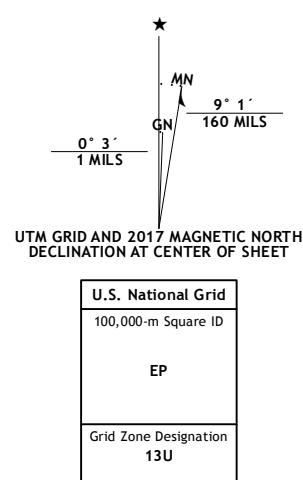 ★
MN
GN
9° 1´
160 MILS
0° 3´
1 MILS
UTM GRID AND 2017 MAGNETIC NORTH
DECLINATION AT CENTER OF SHEET
U.S. National Grid
100,000-m Square ID
EP
Grid Zone Designation
13U